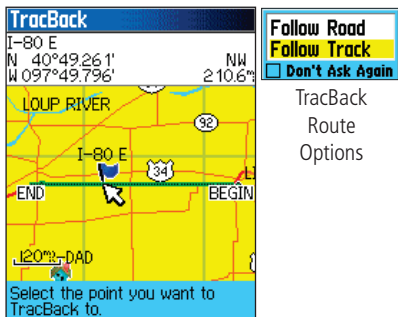 TracBack
I-80 E
N 40°49.261' NW
W 097°49.796' 210.6m
LOUP RIVER
92
I-80 E
34
END
BEGIN
120m
DAD
Select the point you want to
TracBack to.
Follow Road
Follow Track
Don't Ask Again
TracBack
Route
Options